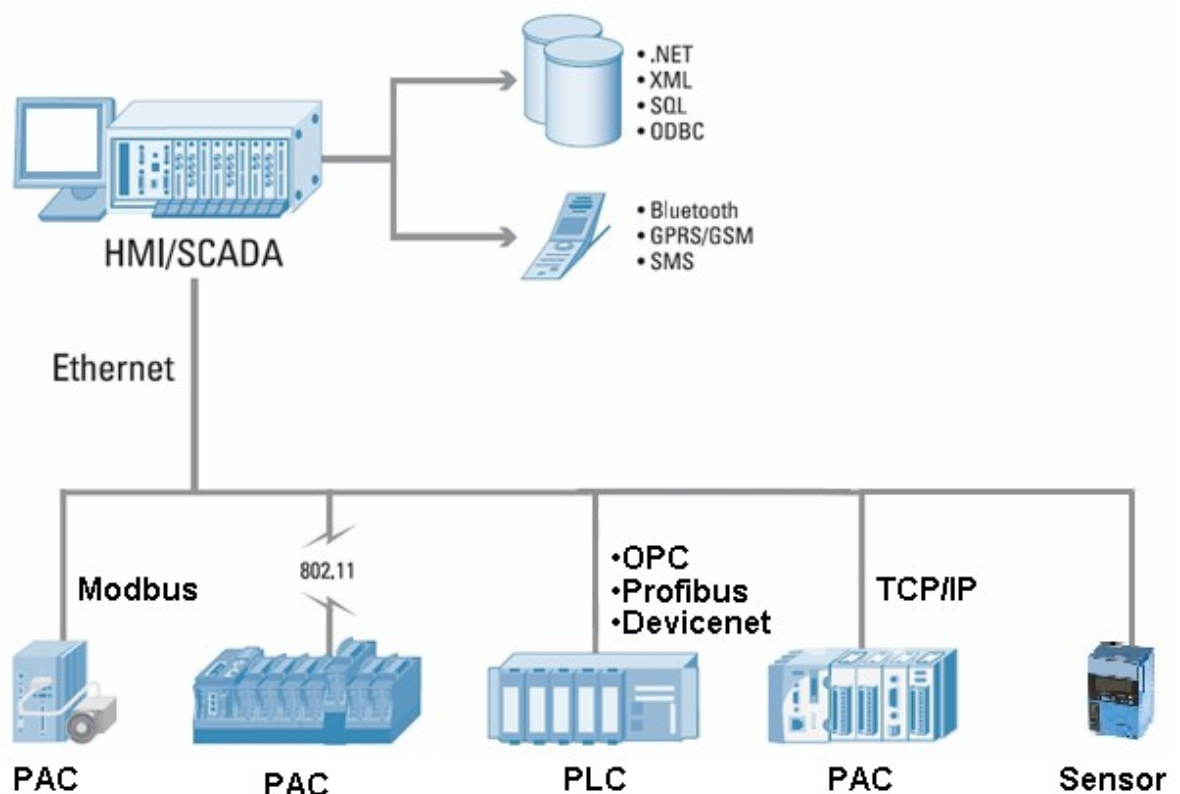 • .NET
• XML
• SQL
• ODBC
• Bluetooth
• GPRS/GSM
• SMS
HMI/SCADA
Ethernet
Modbus
802.11
•OPC
•Profibus
•Devicenet
TCP/IP
PAC
PAC
PLC
PAC
Sensor